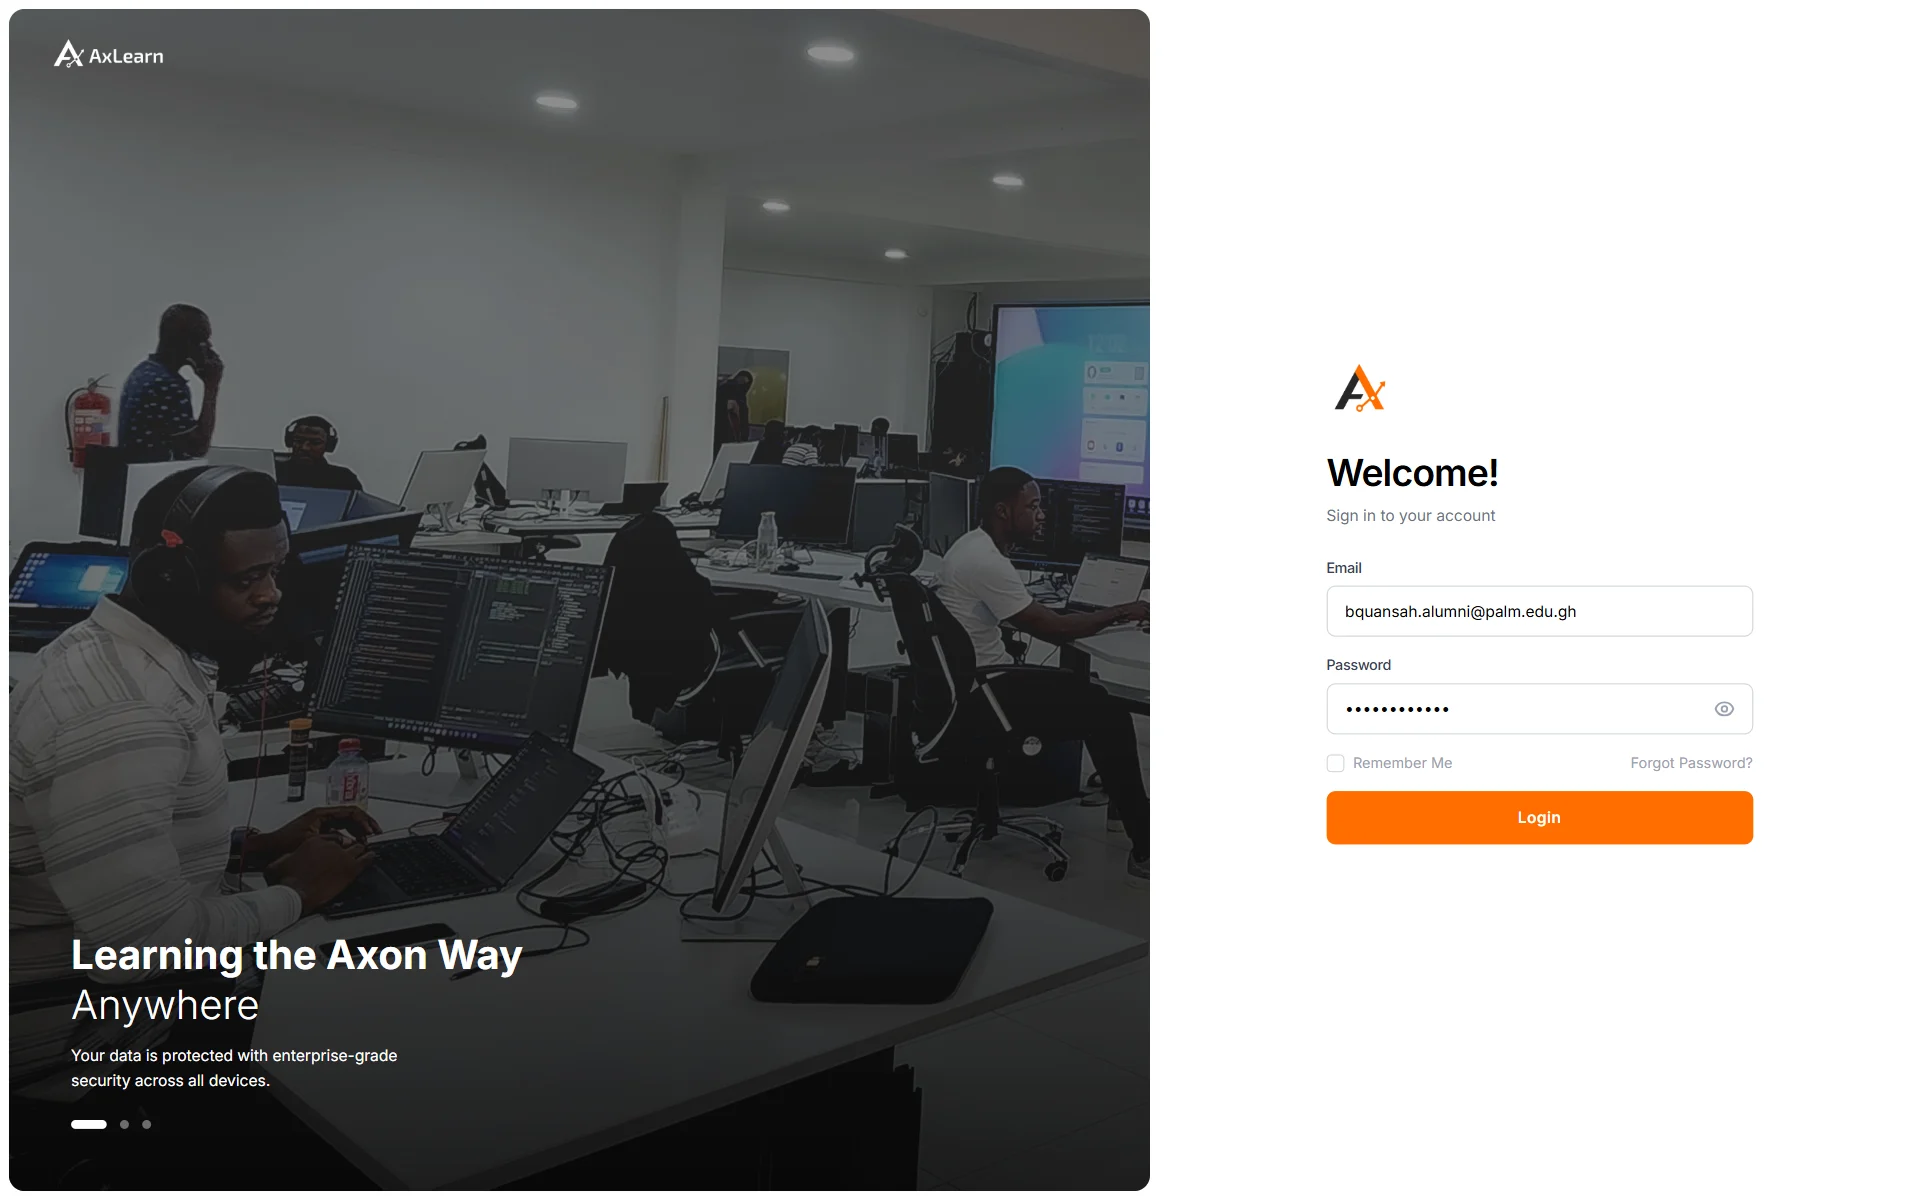 AxLearn
Learning the Axon Way
Anywhere
Your data is protected with enterprise-grade
security across all devices.
Welcome!
Sign in to your account
Email
bquansah.alumni@palm.edu.gh
Password
••••••••••••
Remember Me
Forgot Password?
Login